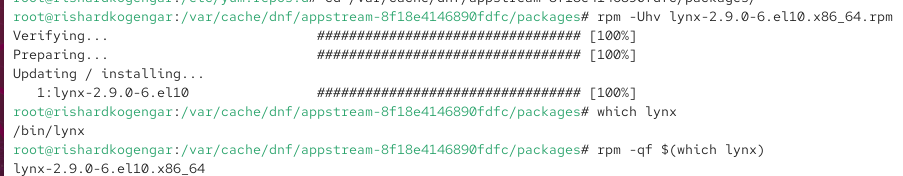 root@rishardkogengar:/var/cache/dnf/appstream-8f18e4146890fdfc/packages# rpm -Uhv lynx-2.9.0-6.el10.x86_64.rpm
Verifying... ################################# [100%]
Preparing... ################################# [100%]
Updating / installing...
1:lynx-2.9.0-6.el10 ################################# [100%]
root@rishardkogengar:/var/cache/dnf/appstream-8f18e4146890fdfc/packages# which lynx
/bin/lynx
root@rishardkogengar:/var/cache/dnf/appstream-8f18e4146890fdfc/packages# rpm -qf $(which lynx)
lynx-2.9.0-6.el10.x86_64